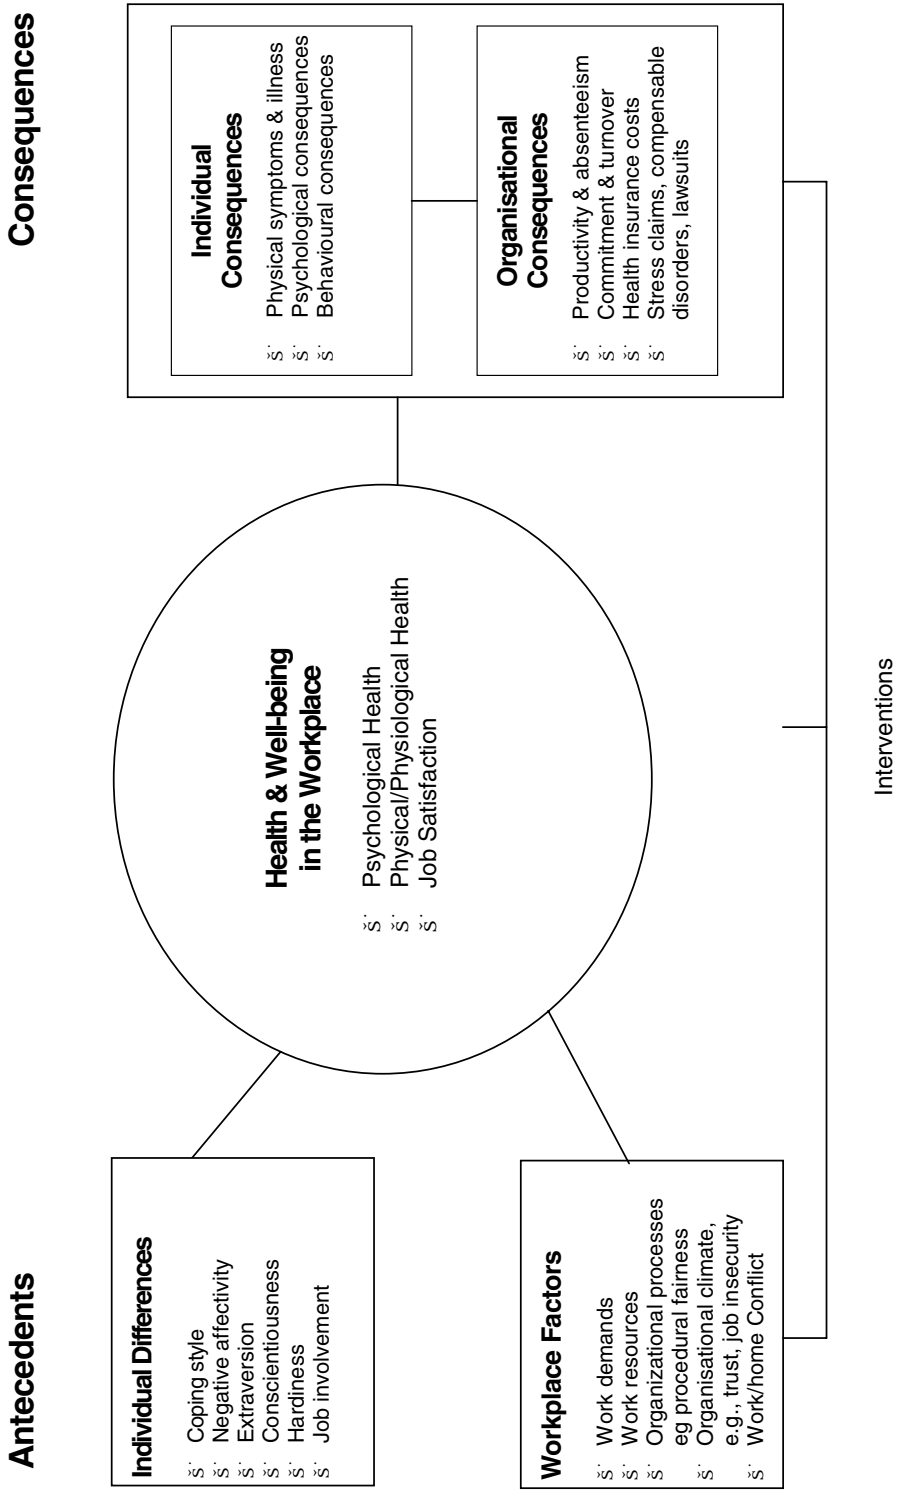 Antecedents
Consequences
Individual Differences
š˙ Coping style
š˙ Negative affectivity
š˙ Extraversion
š˙ Conscientiousness
š˙ Hardiness
š˙ Job involvement
Workplace Factors
š˙ Work demands
š˙ Work resources
š˙ Organizational processes
eg procedural fairness
š˙ Organisational climate,
e.g., trust, job insecurity
š˙ Work/home Conflict
Health & Well-being
in the Workplace
š˙ Psychological Health
š˙ Physical/Physiological Health
š˙ Job Satisfaction
Individual
Consequences
š˙ Physical symptoms & illness
š˙ Psychological consequences
š˙ Behavioural consequences
Organisational
Consequences
š˙ Productivity & absenteeism
š˙ Commitment & turnover
š˙ Health insurance costs
š˙ Stress claims, compensable
disorders, lawsuits
Interventions